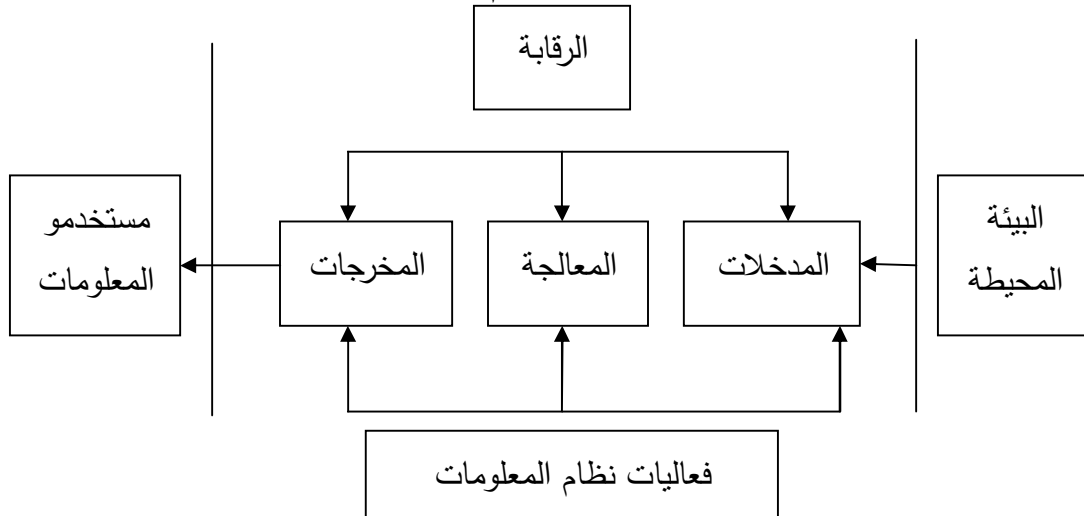 الرقابة
البيئة
المحيطة
المدخلات
المعالجة
المخرجات
مستخدمو
المعلومات
فعاليات نظام المعلومات